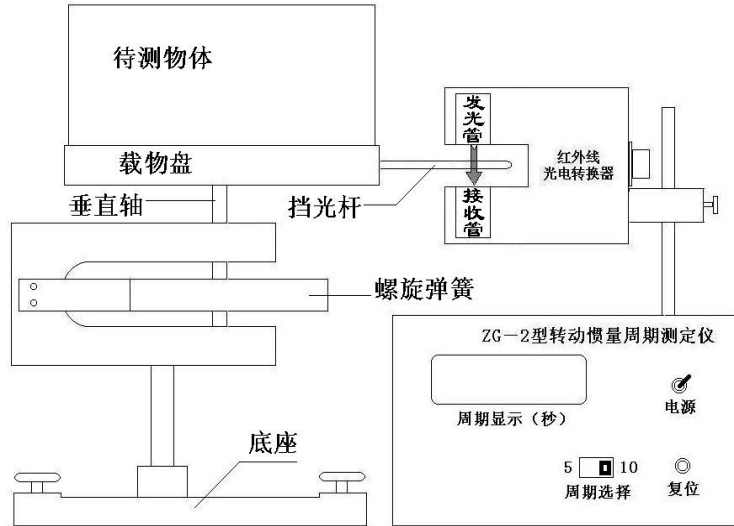 待测物体
载物盘
垂直轴
挡光杆
发光管
接收管
红外线
光电转换器
螺旋弹簧
底座
ZG－2型转动惯量周期测定仪
周期显示（秒）
电源
5 10
周期选择
复位